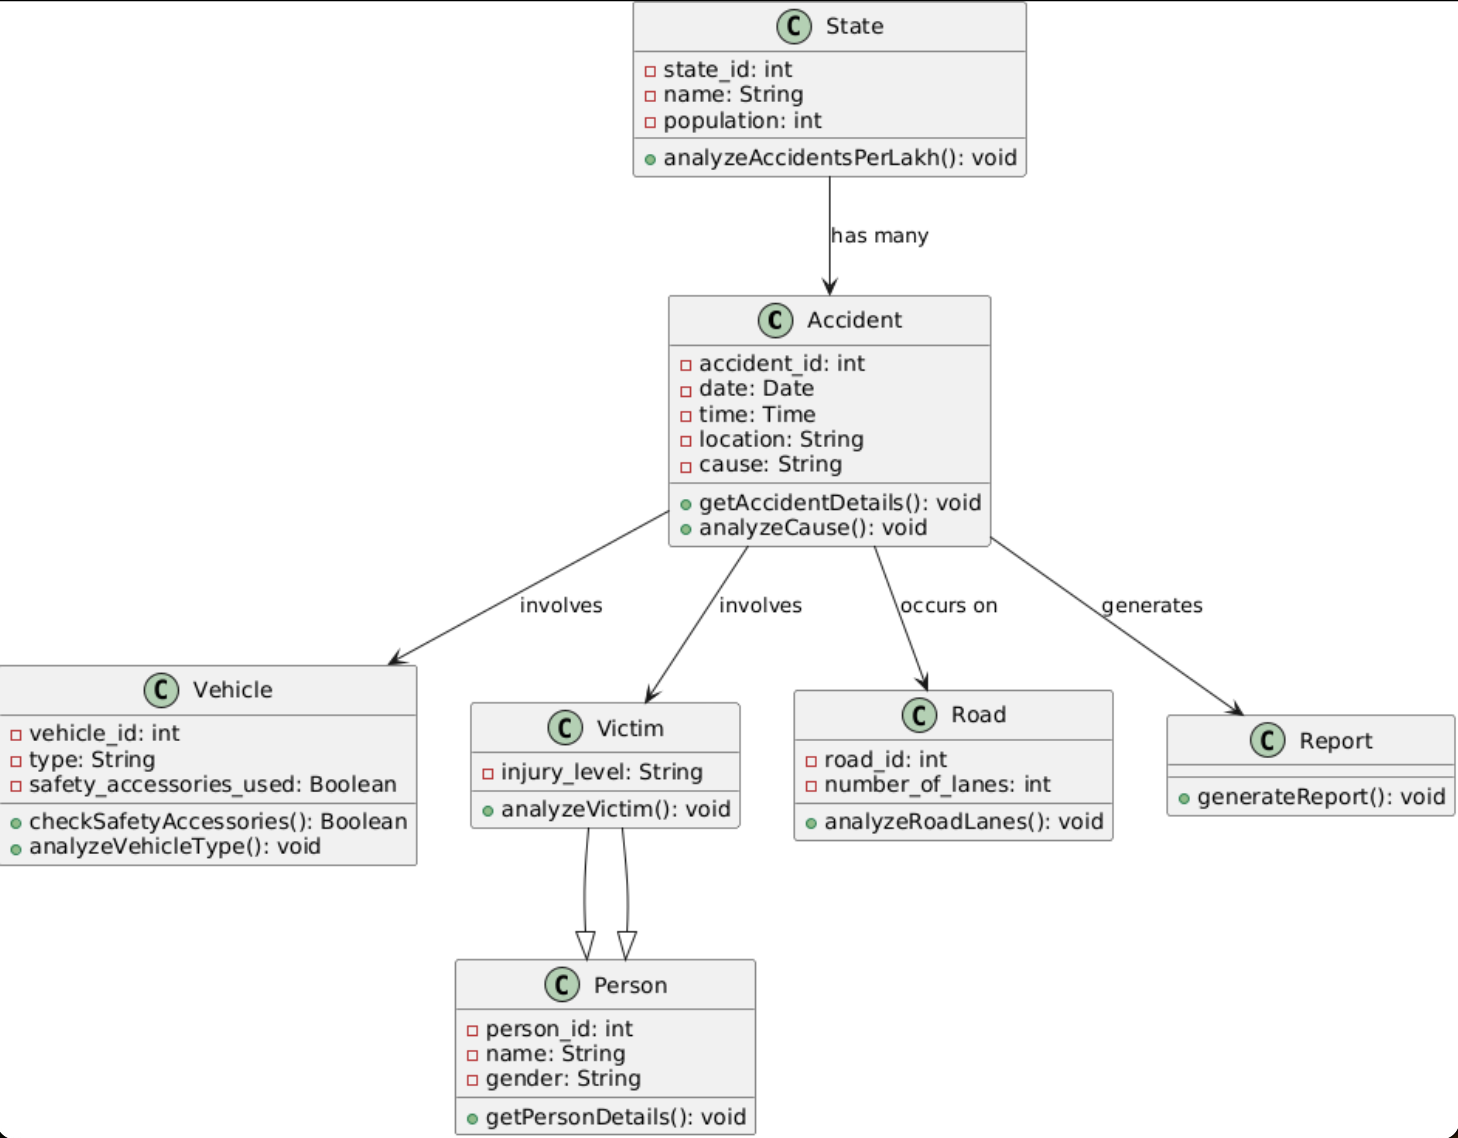 C State
state_id: int
name: String
population: int
analyzeAccidentsPerLakh(): void
has many
C Accident
accident_id: int
date: Date
time: Time
location: String
cause: String
getAccidentDetails(): void
analyzeCause(): void
involves
involves
occurs on
generates
C Vehicle
vehicle_id: int
type: String
safety_accessories_used: Boolean
checkSafetyAccessories(): Boolean
analyzeVehicleType(): void
C Victim
injury_level: String
analyzeVictim(): void
C Road
road_id: int
number_of_lanes: int
analyzeRoadLanes(): void
C Report
generateReport(): void
C Person
person_id: int
name: String
gender: String
getPersonDetails(): void